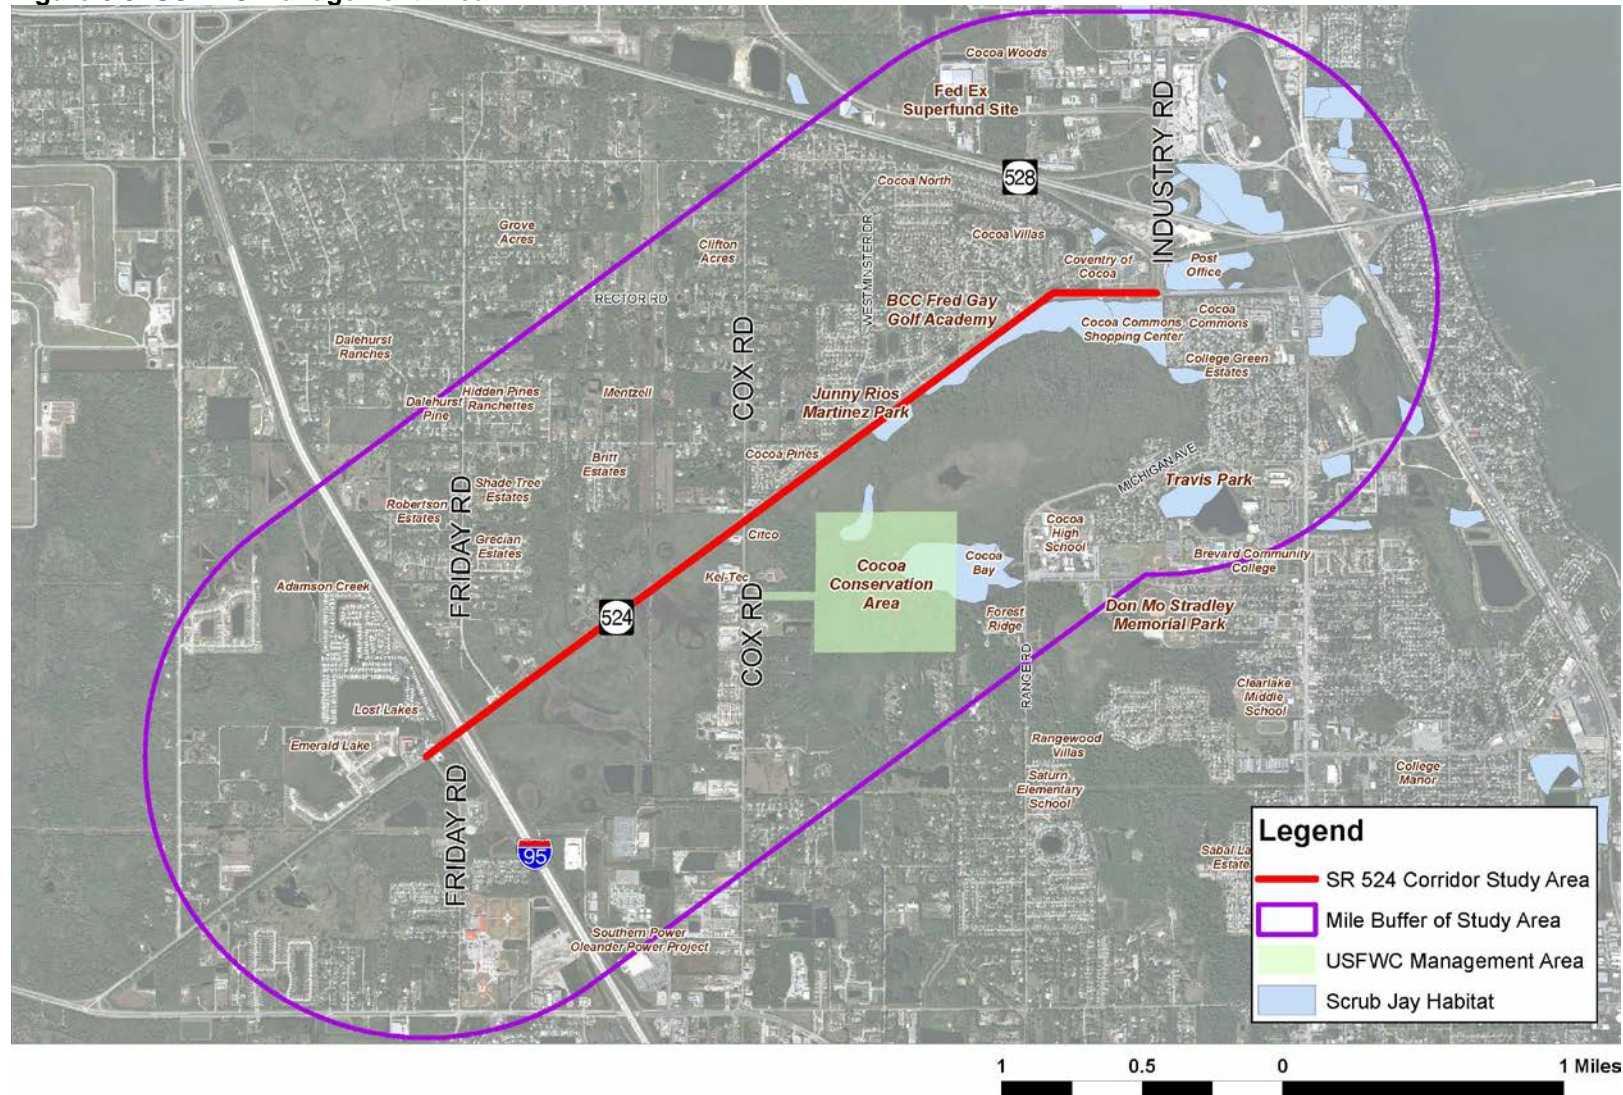 Cocoa Woods
Fed Ex
Superfund Site
INDUSTRY RD
528
Cocoa North
WESTMINSTER DR
Grove
Acres
Clifton
Acres
Cocoa Villas
Coventry of
Cocoa
Post
Office
RECTOR RD
BCC Fred Gay
Golf Academy
Cocoa Commons
Shopping Center
Cocoa
Commons
Dalehurst
Ranches
COX RD
College Green
Estates
Hidden Pines
Ranchettes
Dalehurst
Pine
Mentzell
Junny Rios
Martinez Park
Britt
Estates
Cocoa Pines
MICHIGAN AVE
Travis Park
Shade Tree
Estates
Robertson
Estates
FRIDAY RD
Grecian
Estates
Citco
Cocoa
High
School
Cocoa
Bay
Brevard Community
College
Adamson Creek
Kel-Tec
COX RD
Cocoa
Conservation
Area
524
Forest
Ridge
Don Mo Stradley
Memorial Park
RANGE RD
Clearlake
Middle
School
Lost Lakes
Emerald Lake
Rangewood
Villas
Saturn
Elementary
School
College
Manor
FRIDAY RD
95
Southern Power
Oleander Power Project
Legend
SR 524 Corridor Study Area
Mile Buffer of Study Area
USFWC Management Area
Scrub Jay Habitat
1 0.5 0 1 Miles